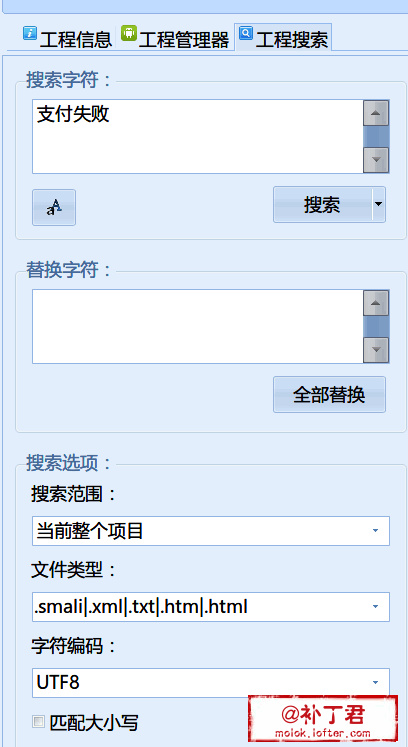 工程信息 工程管理器 工程搜索
搜索字符：
支付失败
aA
搜索
替换字符：
全部替换
搜索选项：
搜索范围：
当前整个项目
文件类型：
.smali|.xml|.txt|.htm|.html
字符编码：
UTF8
匹配大小写
@补丁君
molok.lofter.com